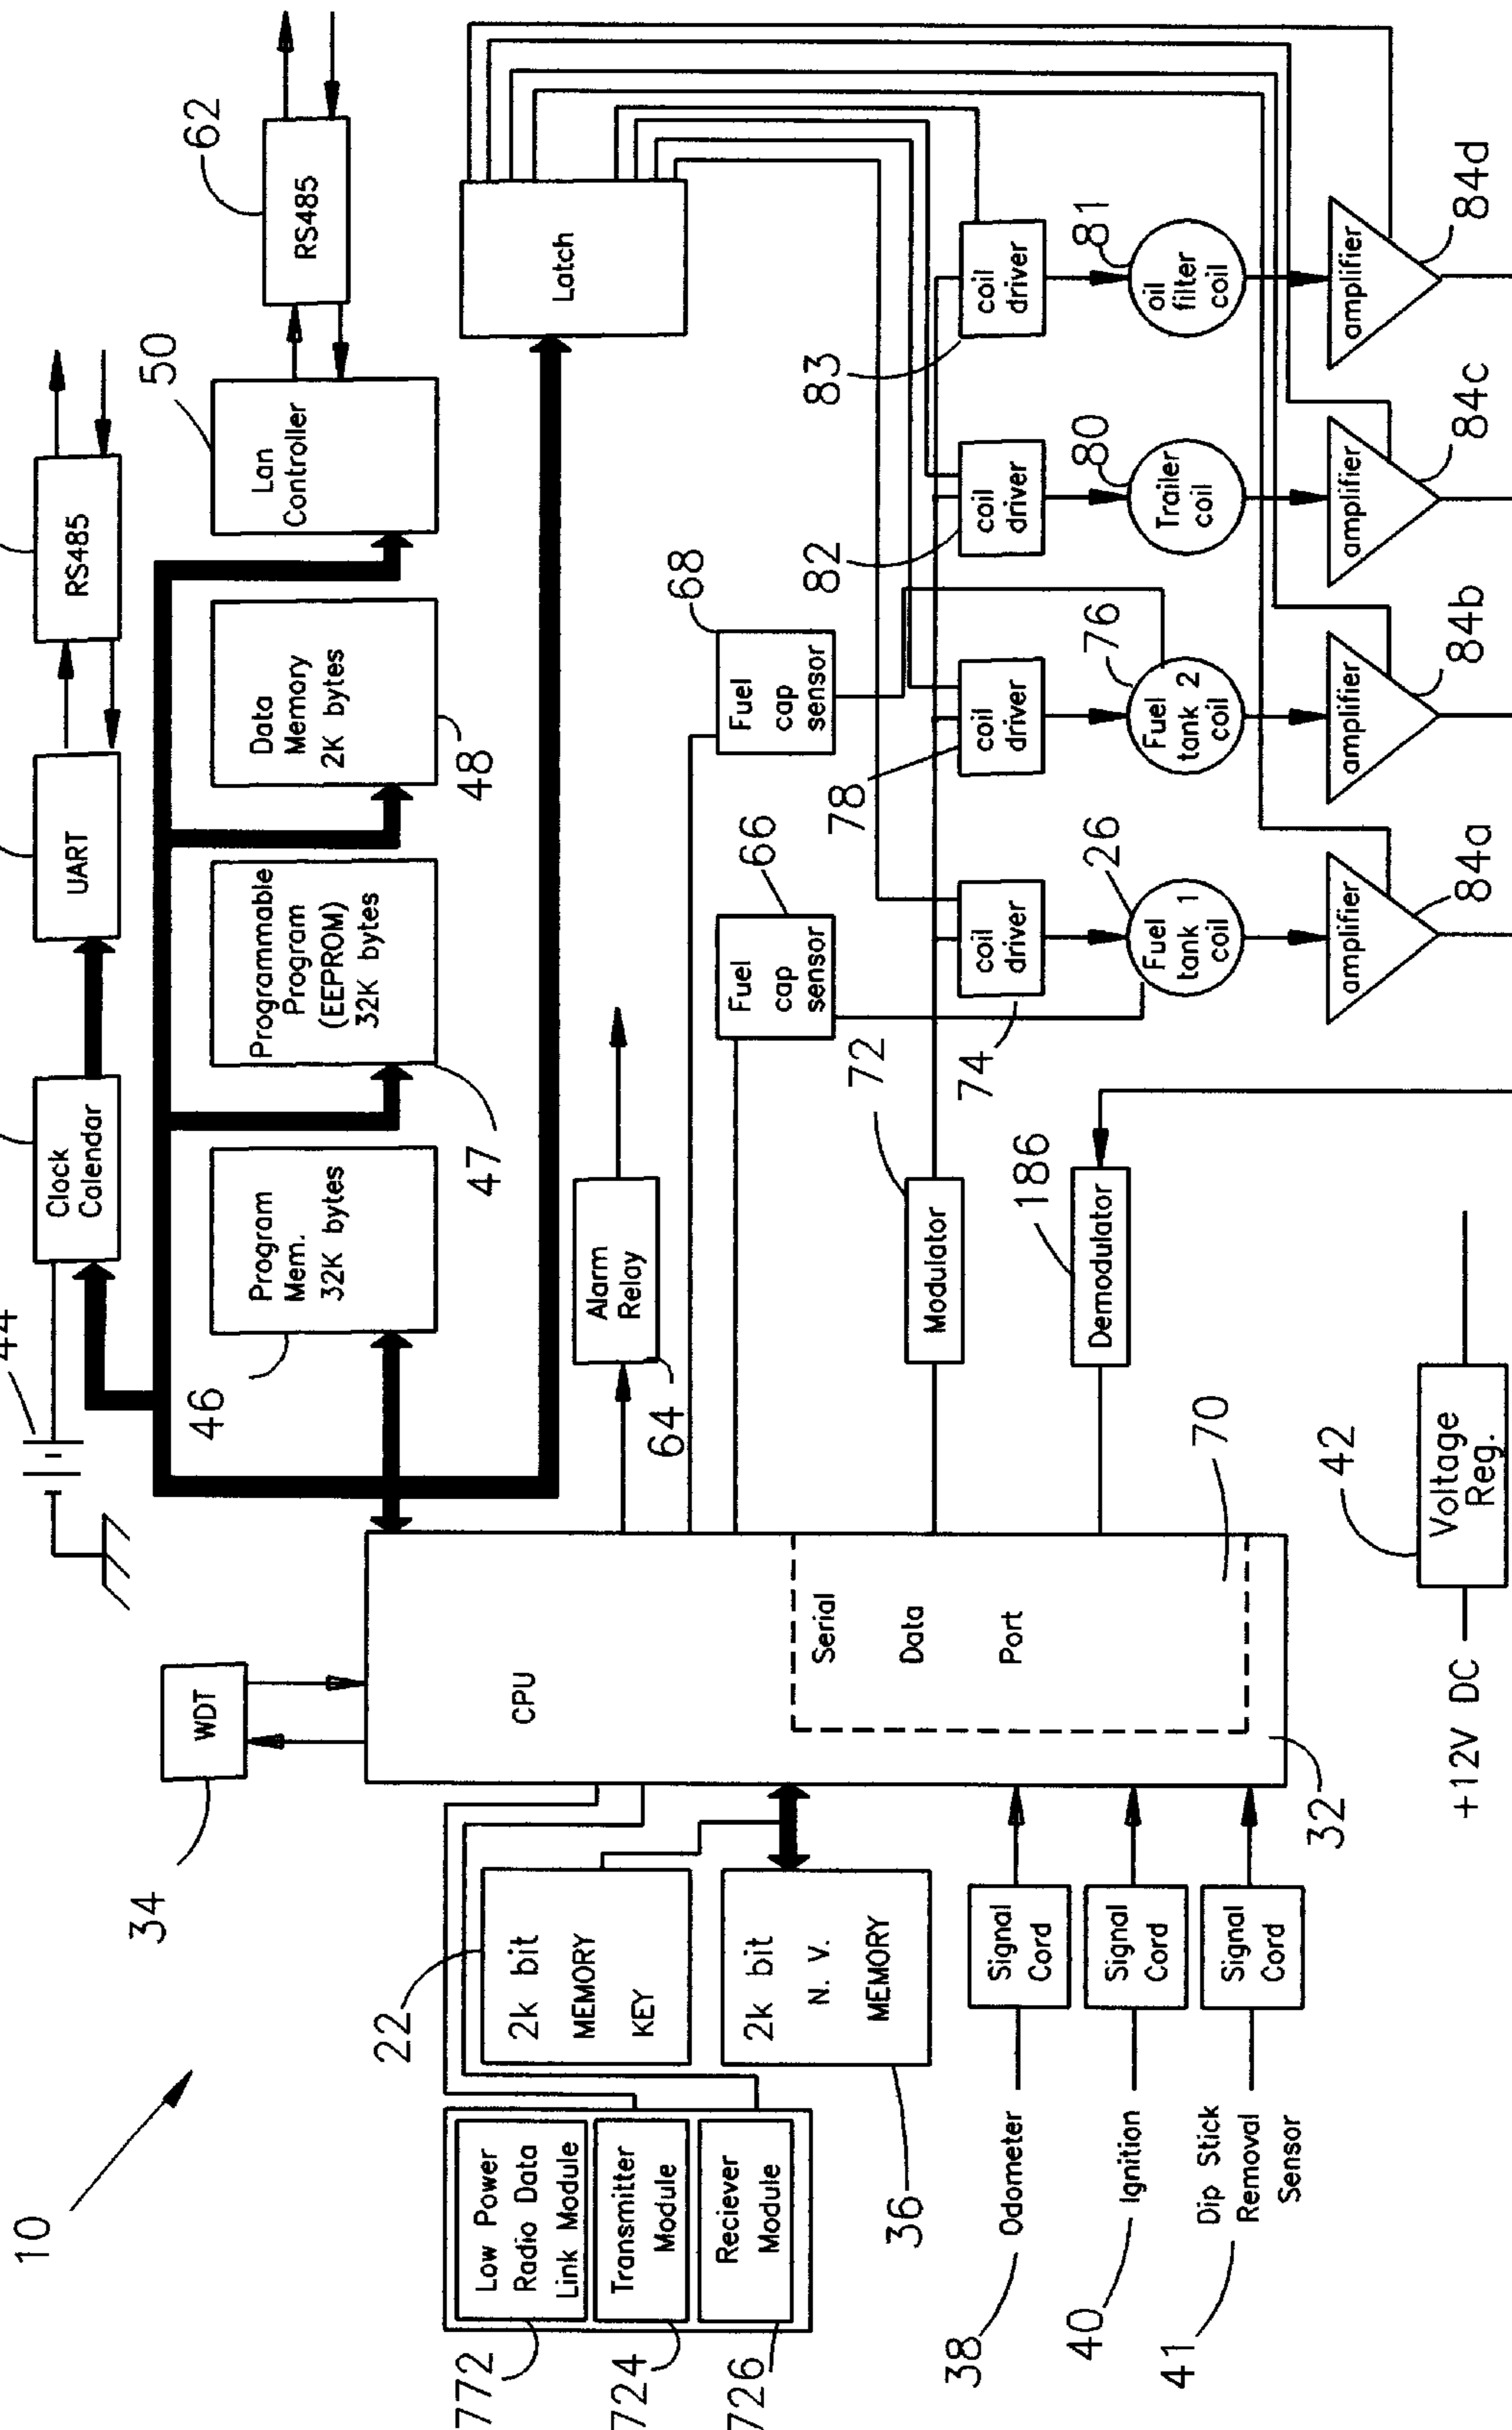 10
34
WDT
44
Clock
Calendar
UART
RS485
RS485
62
50
Lan
Controller
Data
Memory
2K bytes
48
Programmable
Program
(EEPROM)
32K bytes
47
Program
Mem.
32K bytes
46
Latch
Alarm
Relay
64
CPU
Serial
Data
Port
70
32
22
2k bit
MEMORY
KEY
2k bit
N. V.
MEMORY
36
Low Power
Radio Data
Link Module
772
Transmitter
Module
724
Reciever
Module
726
38
Odometer
Signal
Cord
40
Ignition
Signal
Cord
41
Dip Stick
Removal
Sensor
Signal
Cord
Fuel
cap
sensor
66
Fuel
cap
sensor
68
72
Modulator
186
Demodulator
74
coil
driver
78
coil
driver
82
coil
driver
83
coil
driver
26
Fuel
tank 1
coil
76
Fuel
tank 2
coil
80
Trailer
coil
81
oil
filter
coil
amplifier
84a
amplifier
84b
amplifier
84c
amplifier
84d
+12V DC
42
Voltage
Reg.